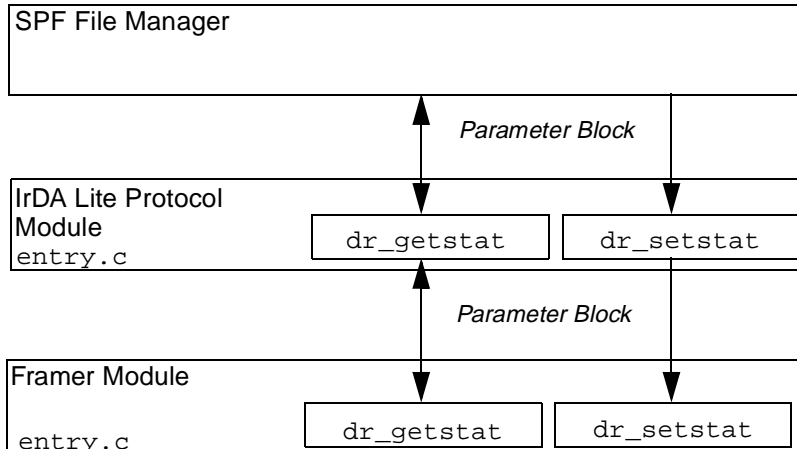 SPF File Manager
Parameter Block
IrDA Lite Protocol
Module
entry.c
dr_getstat
dr_setstat
Parameter Block
Framer Module
entry.c
dr_getstat
dr_setstat